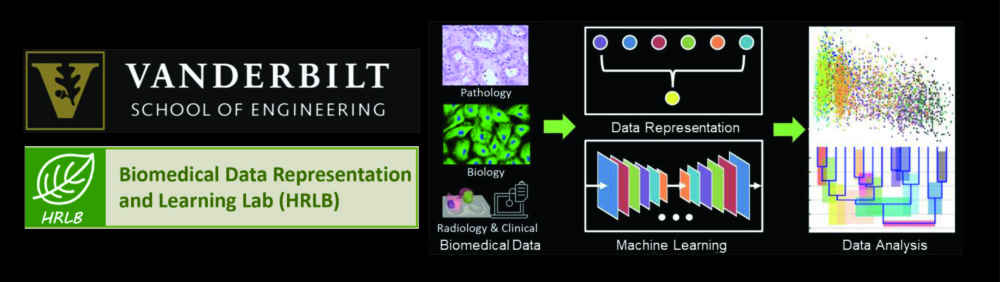 VANDERBILT
SCHOOL OF ENGINEERING
HRLB
Biomedical Data Representation
and Learning Lab (HRLB)
Pathology
Biology
Radiology & Clinical
Biomedical Data
Data Representation
Machine Learning
Data Analysis